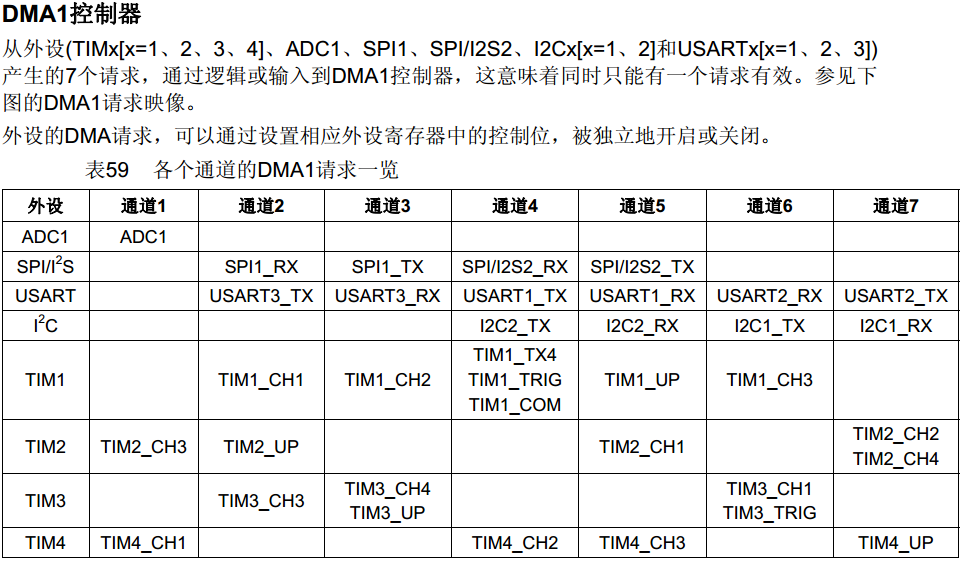 DMA1控制器
从外设(TIMx[x=1、2、3、4]、ADC1、SPI1、SPI/I2S2、I2Cx[x=1、2]和USARTx[x=1、2、3])
产生的7个请求，通过逻辑或输入到DMA1控制器，这意味着同时只能有一个请求有效。参见下
图的DMA1请求映像。
外设的DMA请求，可以通过设置相应外设寄存器中的控制位，被独立地开启或关闭。
表59 各个通道的DMA1请求一览
外设 通道1 通道2 通道3 通道4 通道5 通道6 通道7
ADC1 ADC1
SPI/I²S SPI1_RX SPI1_TX SPI/I2S2_RX SPI/I2S2_TX
USART USART3_TX USART3_RX USART1_TX USART1_RX USART2_RX USART2_TX
I²C I2C2_TX I2C2_RX I2C1_TX I2C1_RX
TIM1_TX4
TIM1 TIM1_CH1 TIM1_CH2 TIM1_TRIG TIM1_UP TIM1_CH3
TIM1_COM
TIM2 TIM2_CH3 TIM2_UP TIM2_CH1 TIM2_CH2
TIM2_CH4
TIM3 TIM3_CH3 TIM3_CH4 TIM3_CH1
TIM3_UP TIM3_TRIG
TIM4 TIM4_CH1 TIM4_CH2 TIM4_CH3 TIM4_UP